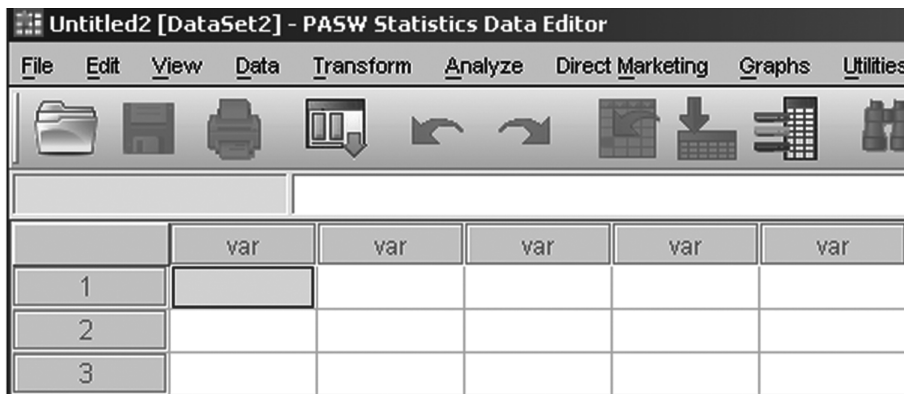 Untitled2 [DataSet2] - PASW Statistics Data Editor
File Edit View Data Transform Analyze Direct Marketing Graphs Utilities
var var var var var
1
2
3